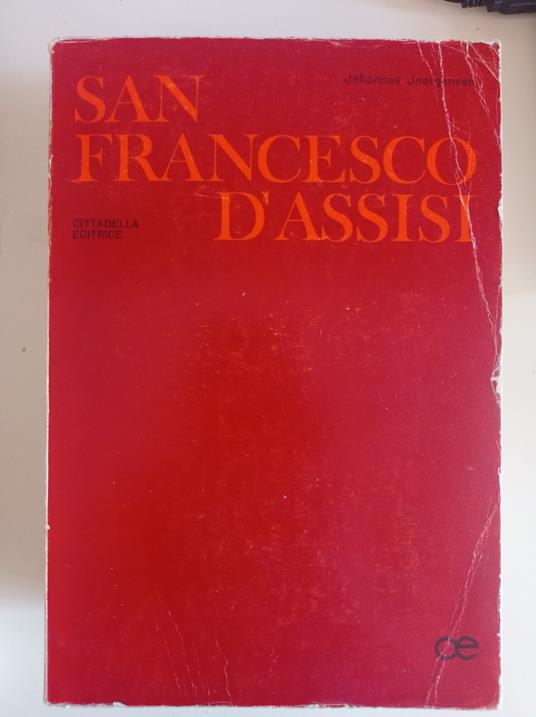 Johannes Joergensen
SAN
FRANCESCO
D'ASSISI
CITTADELLA
EDITRICE
ce